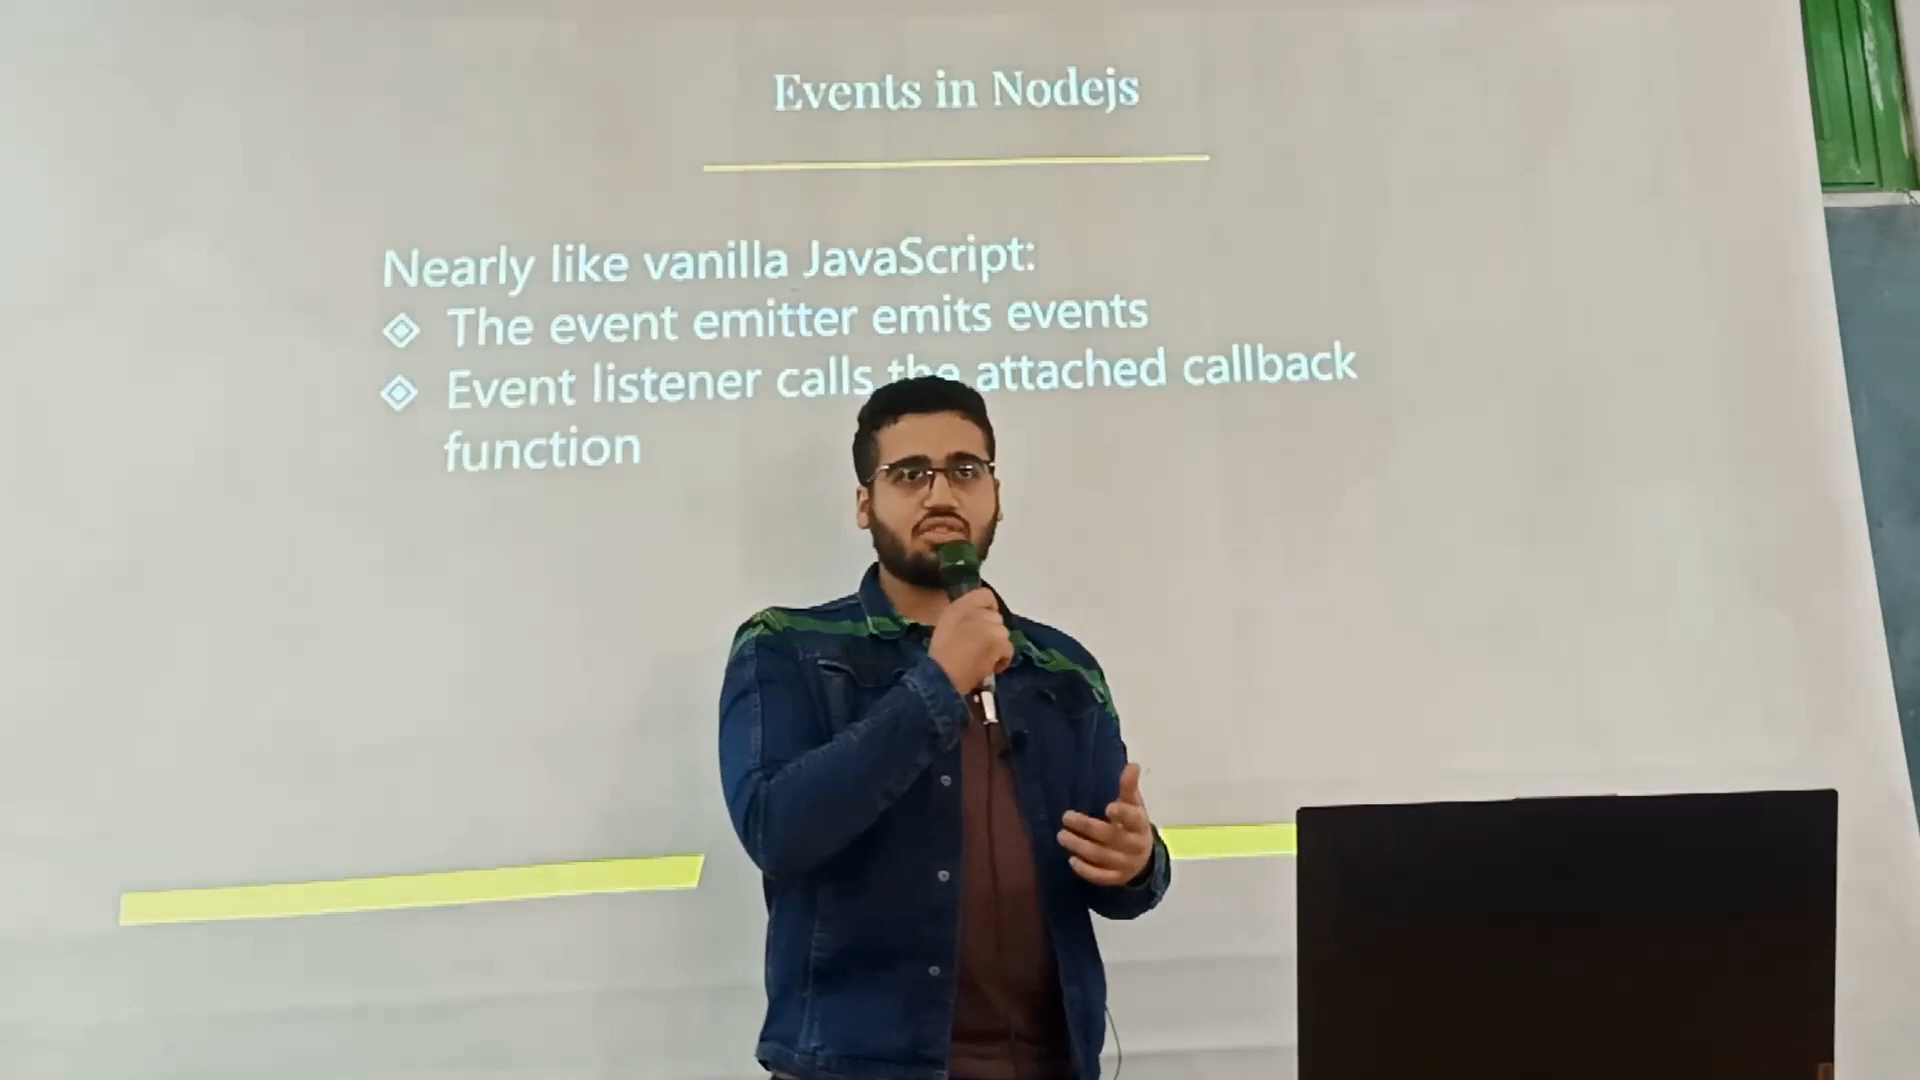 Events in Nodejs
Nearly like vanilla JavaScript:
The event emitter emits events
Event listener calls the attached callback
function